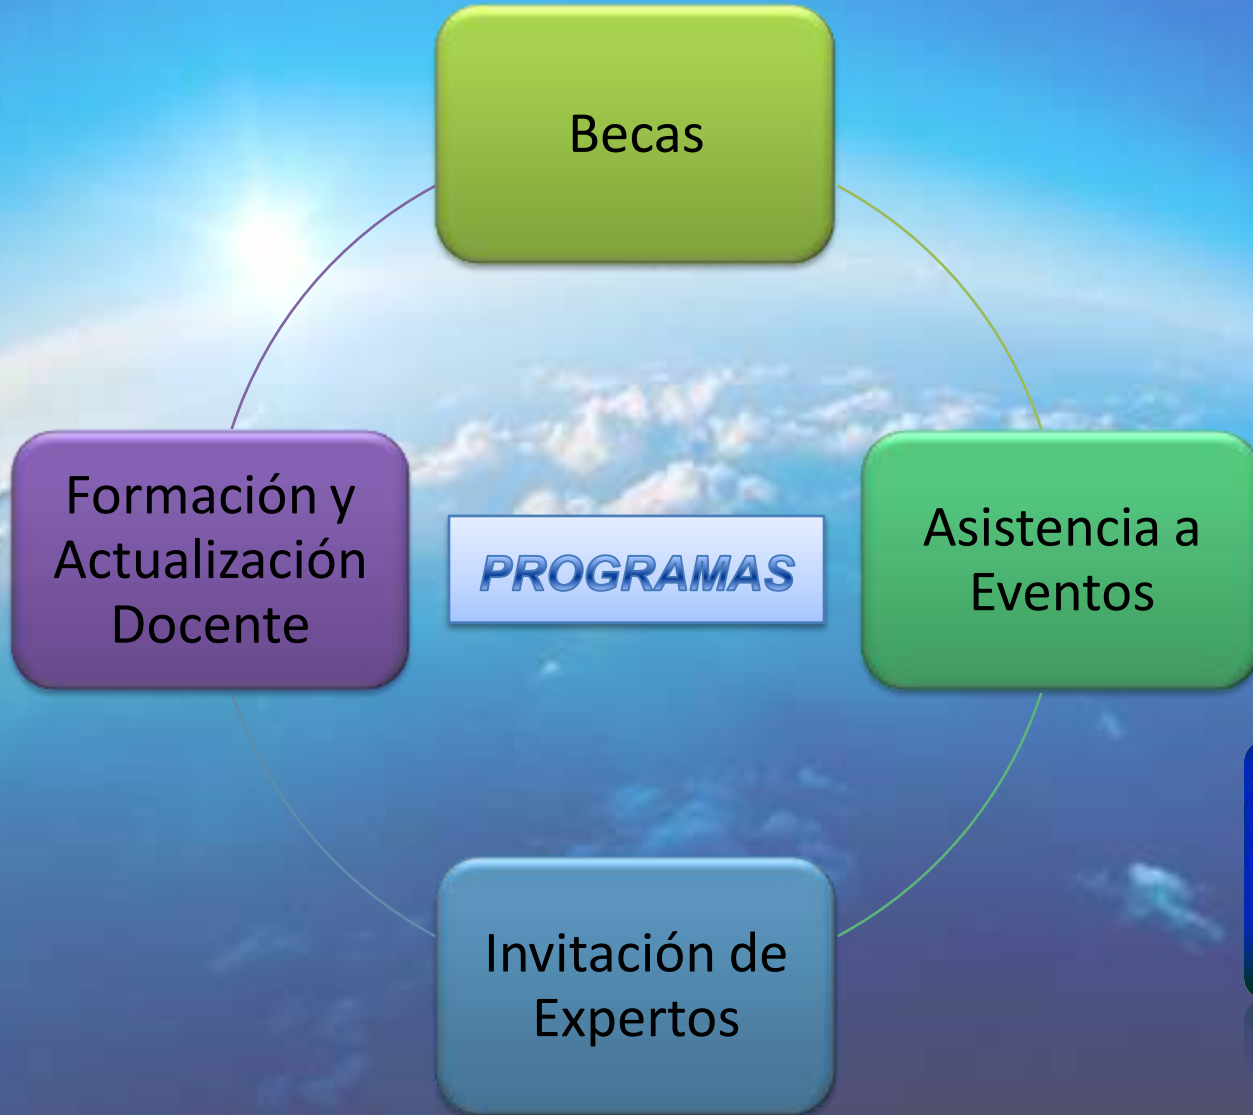 Becas
Formación y
Actualización
Docente
PROGRAMAS
Asistencia a
Eventos
Invitación de
Expertos